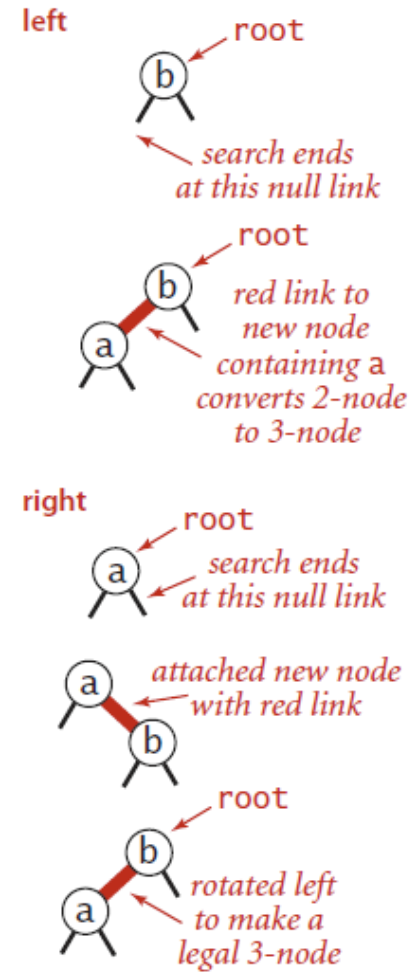 left
root
b
search ends
at this null link
root
b
red link to
new node
a
containing a
converts 2-node
to 3-node
right
root
a
search ends
at this null link
a
attached new node
with red link
b
root
b
rotated left
a
to make a
legal 3-node